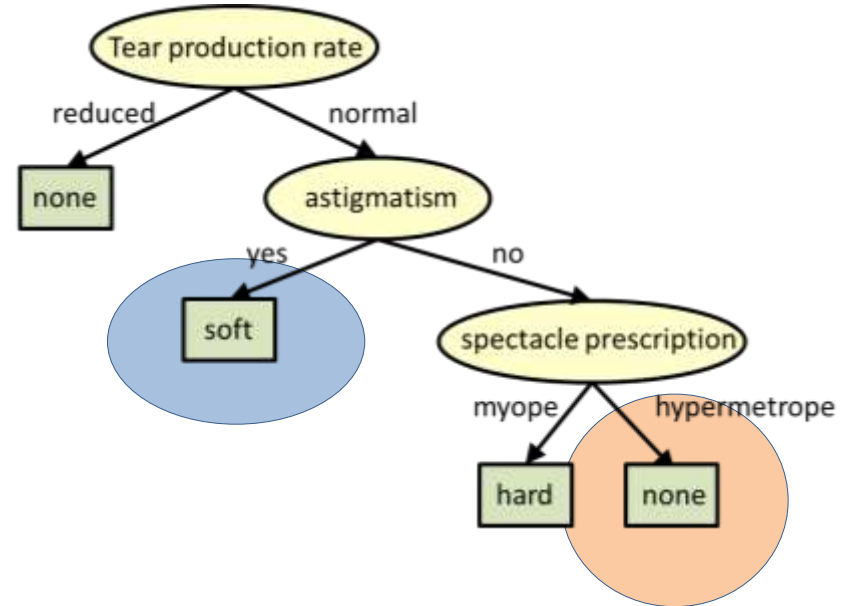 Tear production rate
reduced
normal
none
astigmatism
yes
no
soft
spectacle prescription
myope
hypermetrope
hard
none